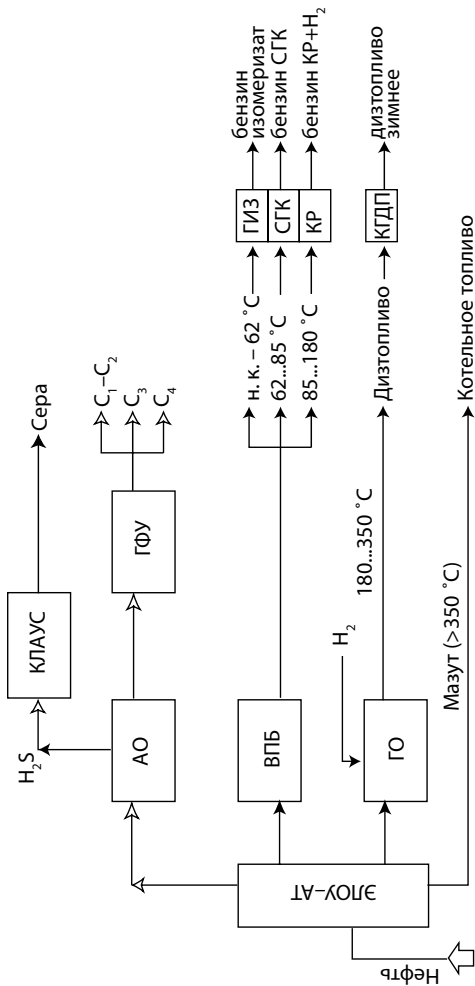 Нефть
ЭЛОУ–АТ
H2S
АО
КЛАУС
Сера
ГФУ
C1–C2
C3
C4
ВПБ
н. к. – 62 ˚C
62...85 ˚C
85...180 ˚C
ГИЗ
СГК
КР
бензин
изомеризат
бензин СГК
бензин КР+H2
H2
ГО
180...350 ˚C
Дизтопливо
КГДП
дизтопливо
зимнее
Мазут (>350 ˚C)
Котельное топливо